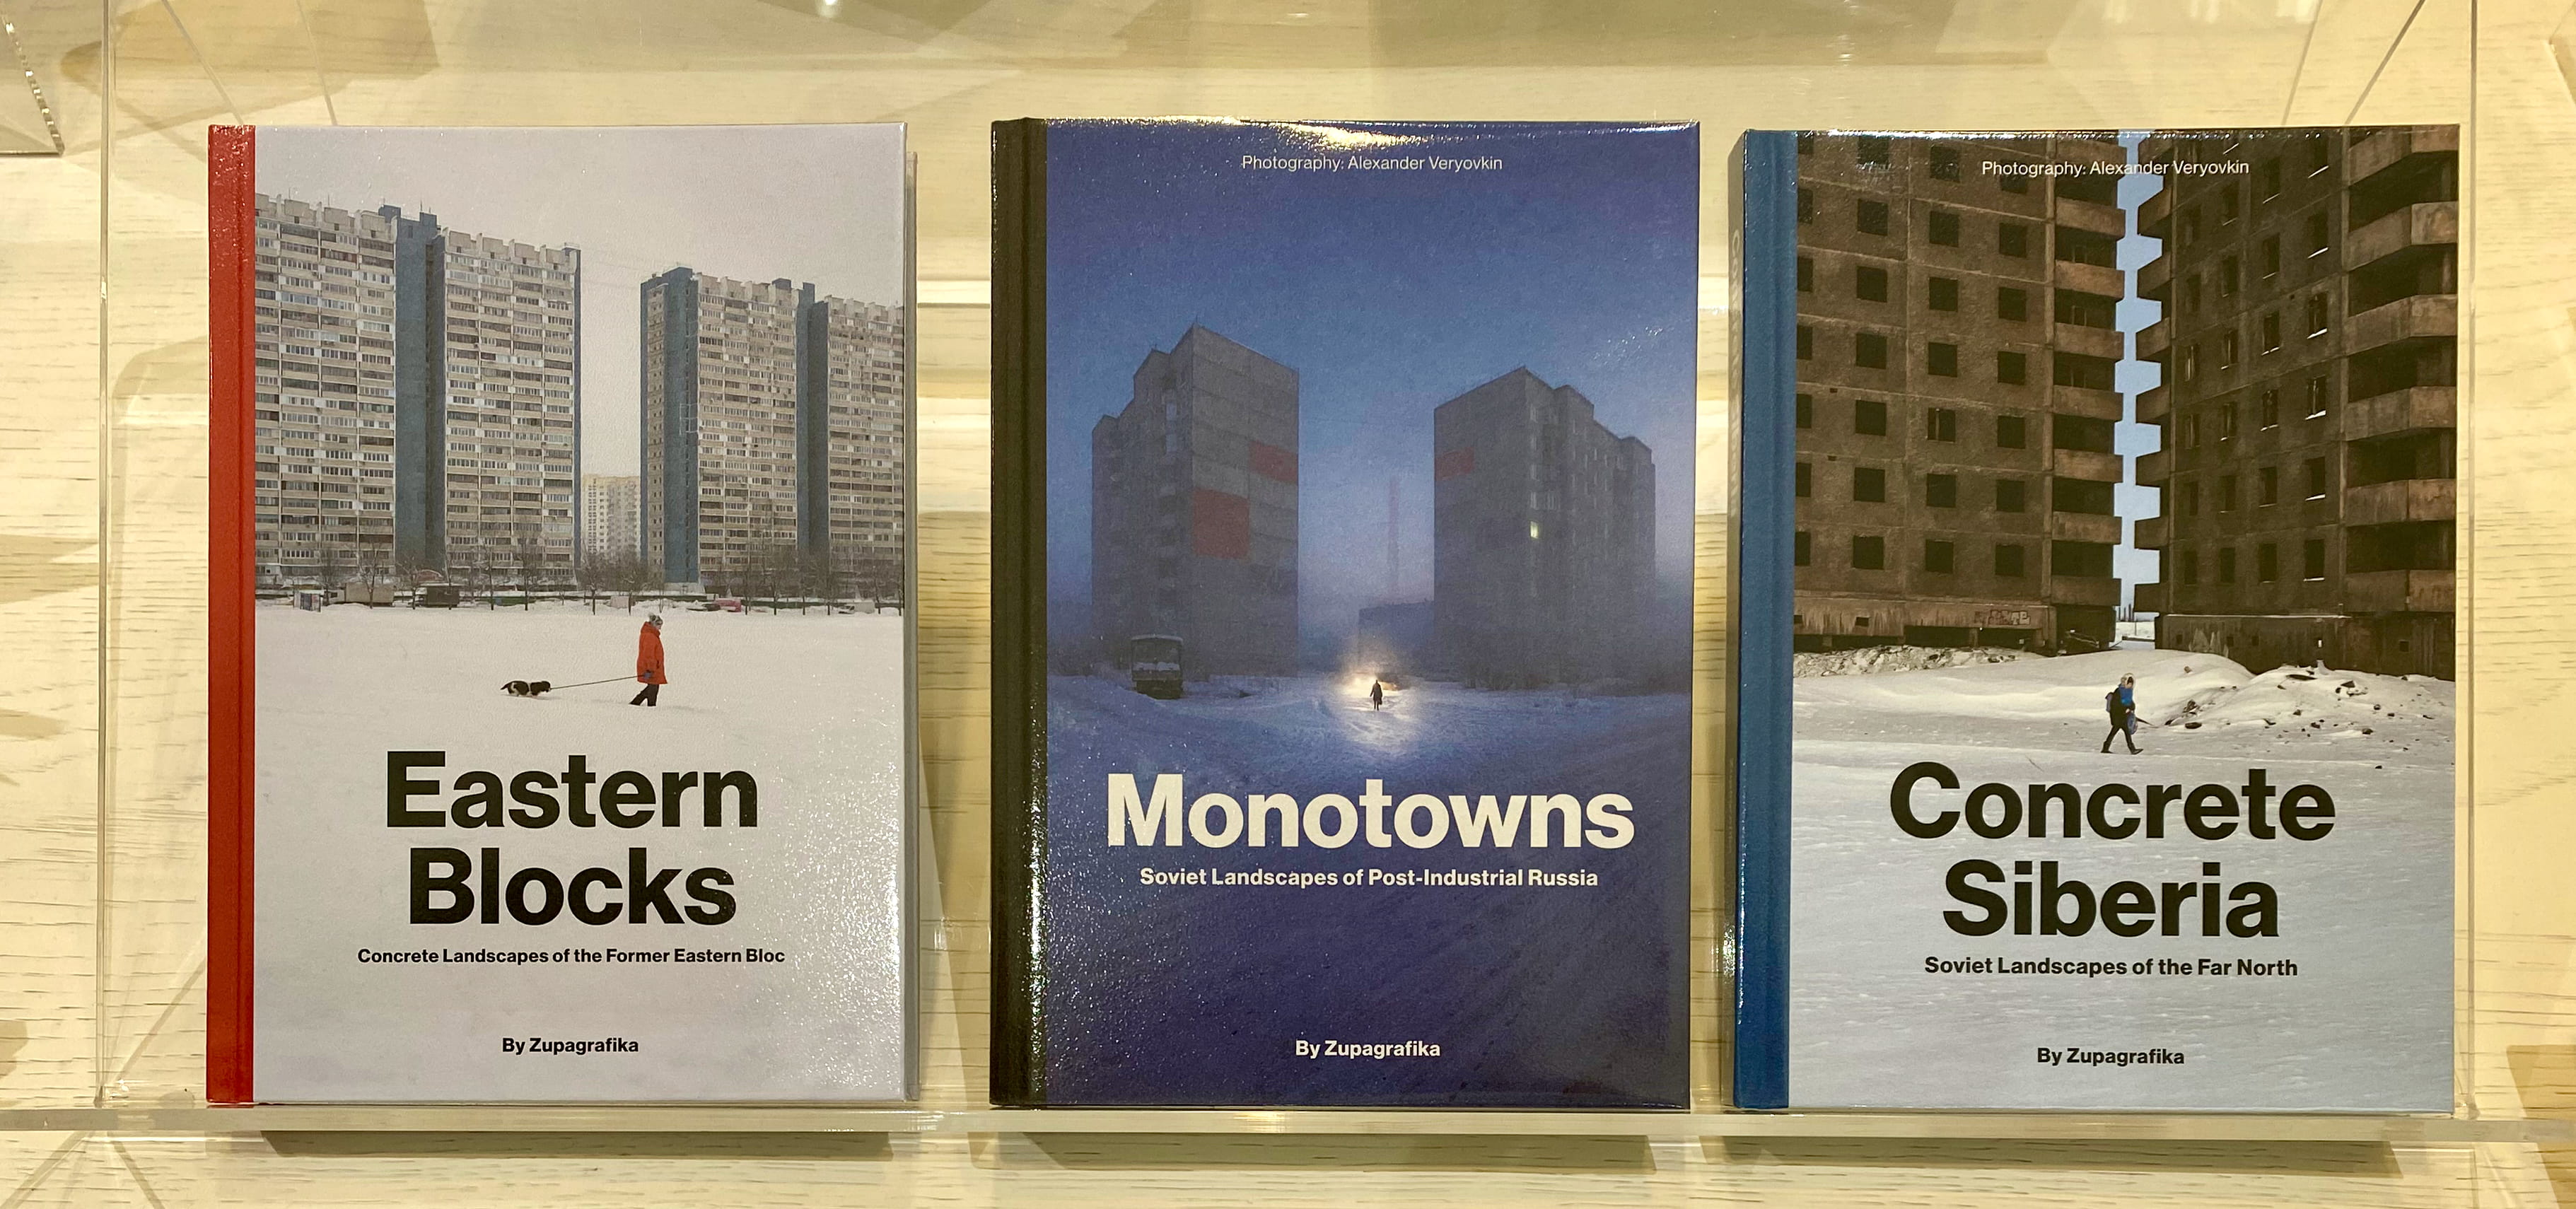 Eastern
Blocks
Concrete Landscapes of the Former Eastern Bloc
By Zupagrafika
Photography: Alexander Veryovkin
Monotowns
Soviet Landscapes of Post-Industrial Russia
By Zupagrafika
Photography: Alexander Veryovkin
Concrete
Siberia
Soviet Landscapes of the Far North
By Zupagrafika